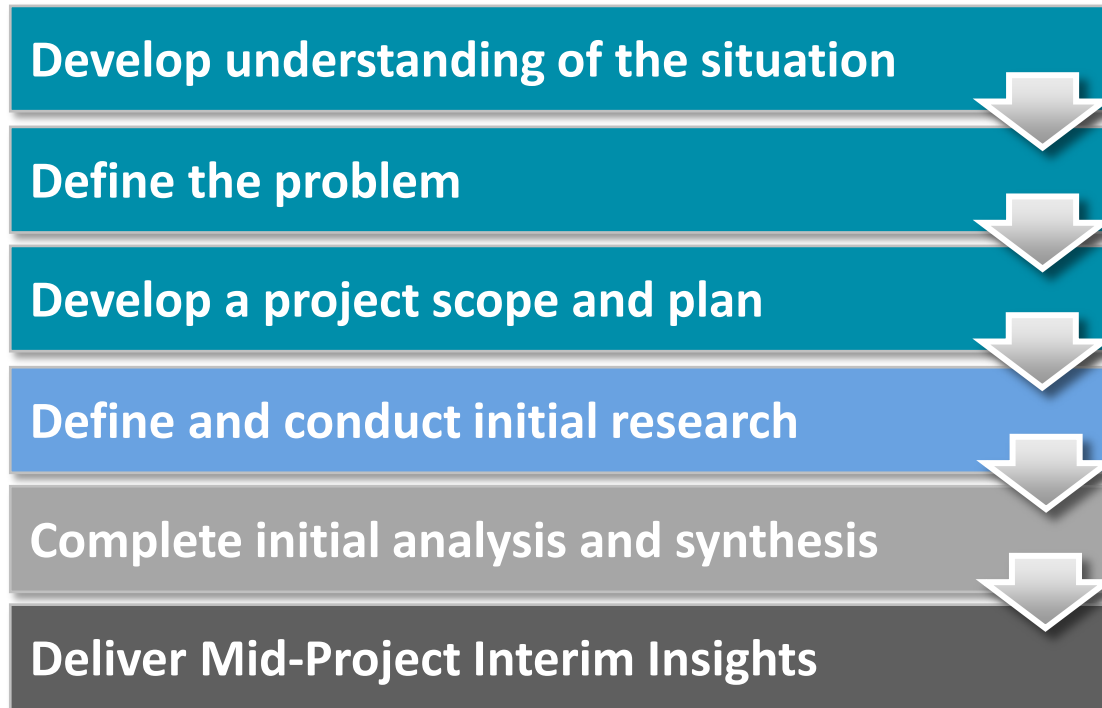 Develop understanding of the situation
Define the problem
Develop a project scope and plan
Define and conduct initial research
Complete initial analysis and synthesis
Deliver Mid-Project Interim Insights